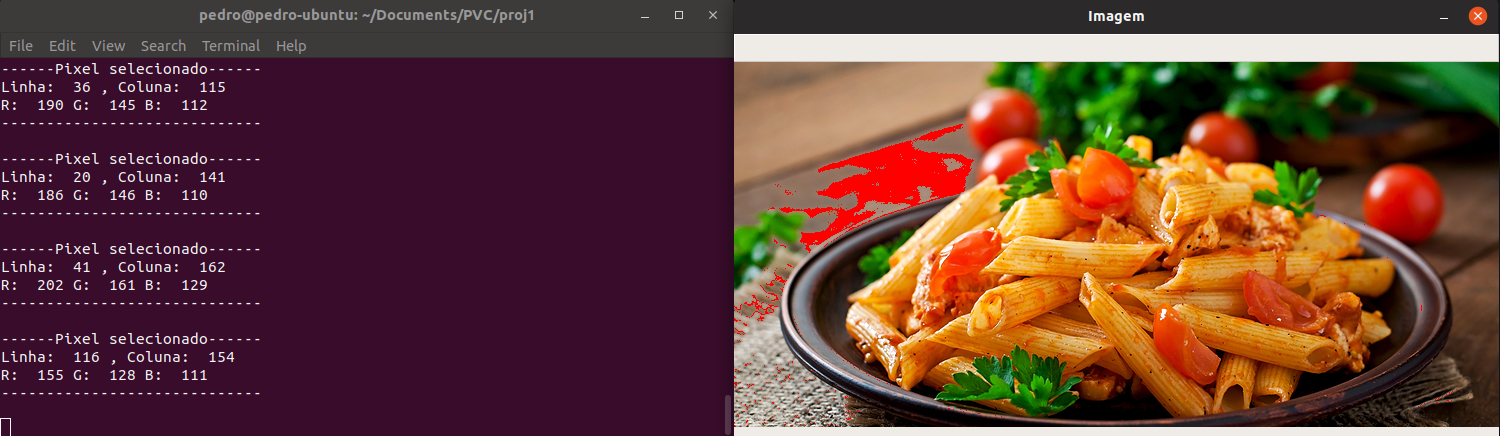 pedro@pedro-ubuntu: ~/Documents/PVC/proj1
File Edit View Search Terminal Help
------Pixel selecionado------
Linha:  36 , Coluna:  115
R:  190 G:  145 B:  112
-----------------------------
------Pixel selecionado------
Linha:  20 , Coluna:  141
R:  186 G:  146 B:  110
-----------------------------
------Pixel selecionado------
Linha:  41 , Coluna:  162
R:  202 G:  161 B:  129
-----------------------------
------Pixel selecionado------
Linha:  116 , Coluna:  154
R:  155 G:  128 B:  111
-----------------------------
Imagem